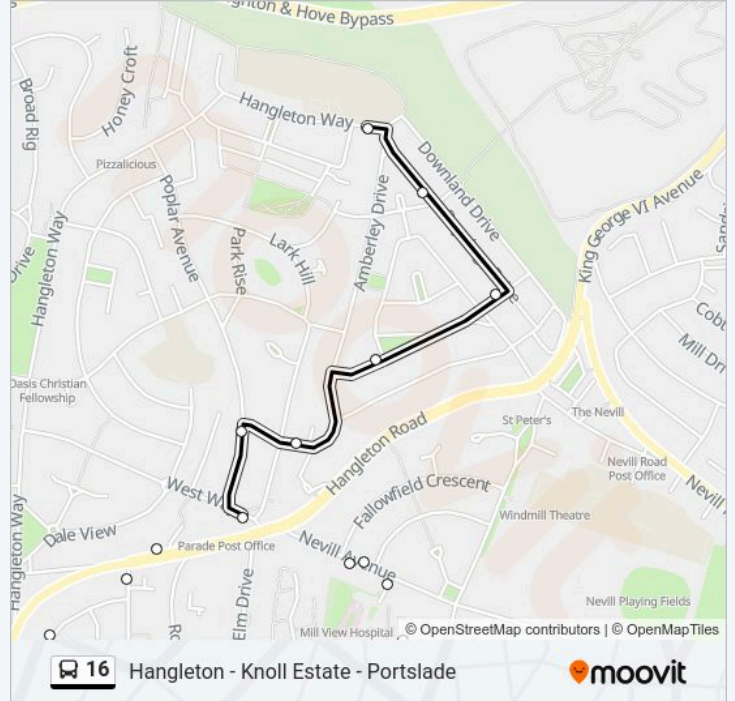 ghton & Hove Bypass
Honey Croft
Broad Rig
Hangleton Way
Downland Drive
Pizzalicious
King George VI Avenue
Poplar Avenue
Amberley Drive
Hangleton Way
Park Rise
Lark Hill
Drive
Cobt
Mill Dri
Oasis Christian
Fellowship
St Peter's
The Nevill
Hangleton Road
Nevill Road
Post Office
Fallowfield Crescent
West W
Nevill
Windmill Theatre
Hangleton Way
Dale View
Parade Post Office
Nevill Avenue
Elm Drive
Nevill Playing Fields
Mill View Hospital
© OpenStreetMap contributors | © OpenMapTiles
16 Hangleton - Knoll Estate - Portslade
moovit